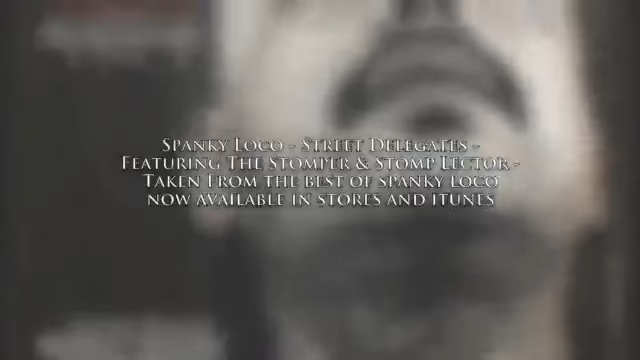 Spanky Loco - Street Delegates -
Featuring The Stomper & Stomp Lector-
Taken From the best of spanky loco
now available in stores and itunes